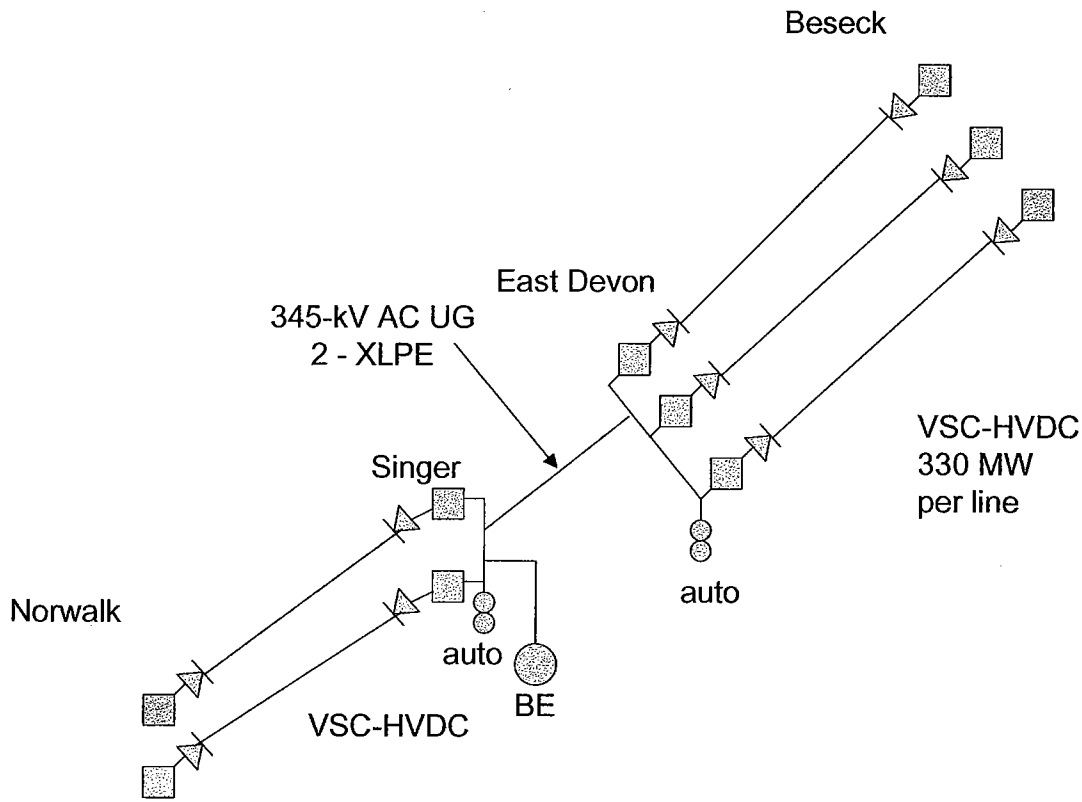 Beseck
East Devon
345-kV AC UG
2 - XLPE
Singer
VSC-HVDC
330 MW
per line
auto
Norwalk
auto
BE
VSC-HVDC